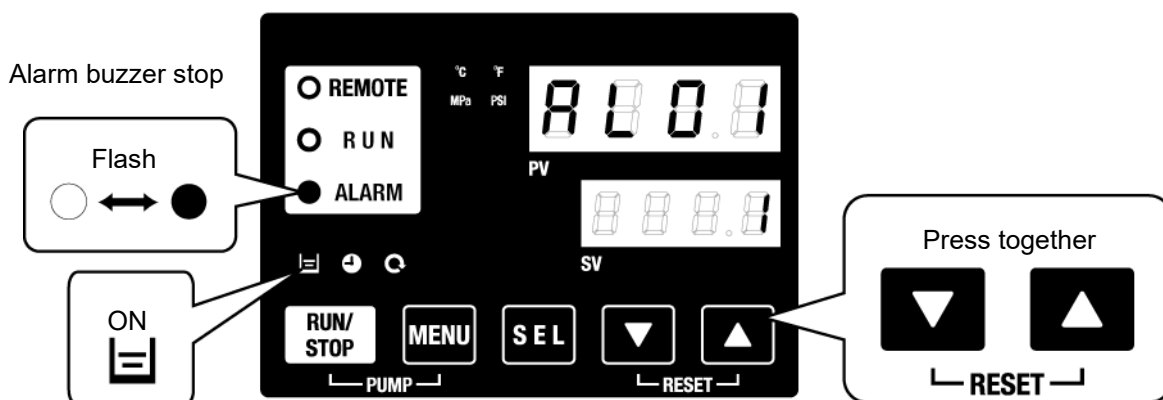 Alarm buzzer stop
Flash
ON
REMOTE
RUN
ALARM
°C °F
MPa PSI
AL01
PV
1
SV
RUN/
STOP
MENU
SEL
PUMP
RESET
Press together
RESET